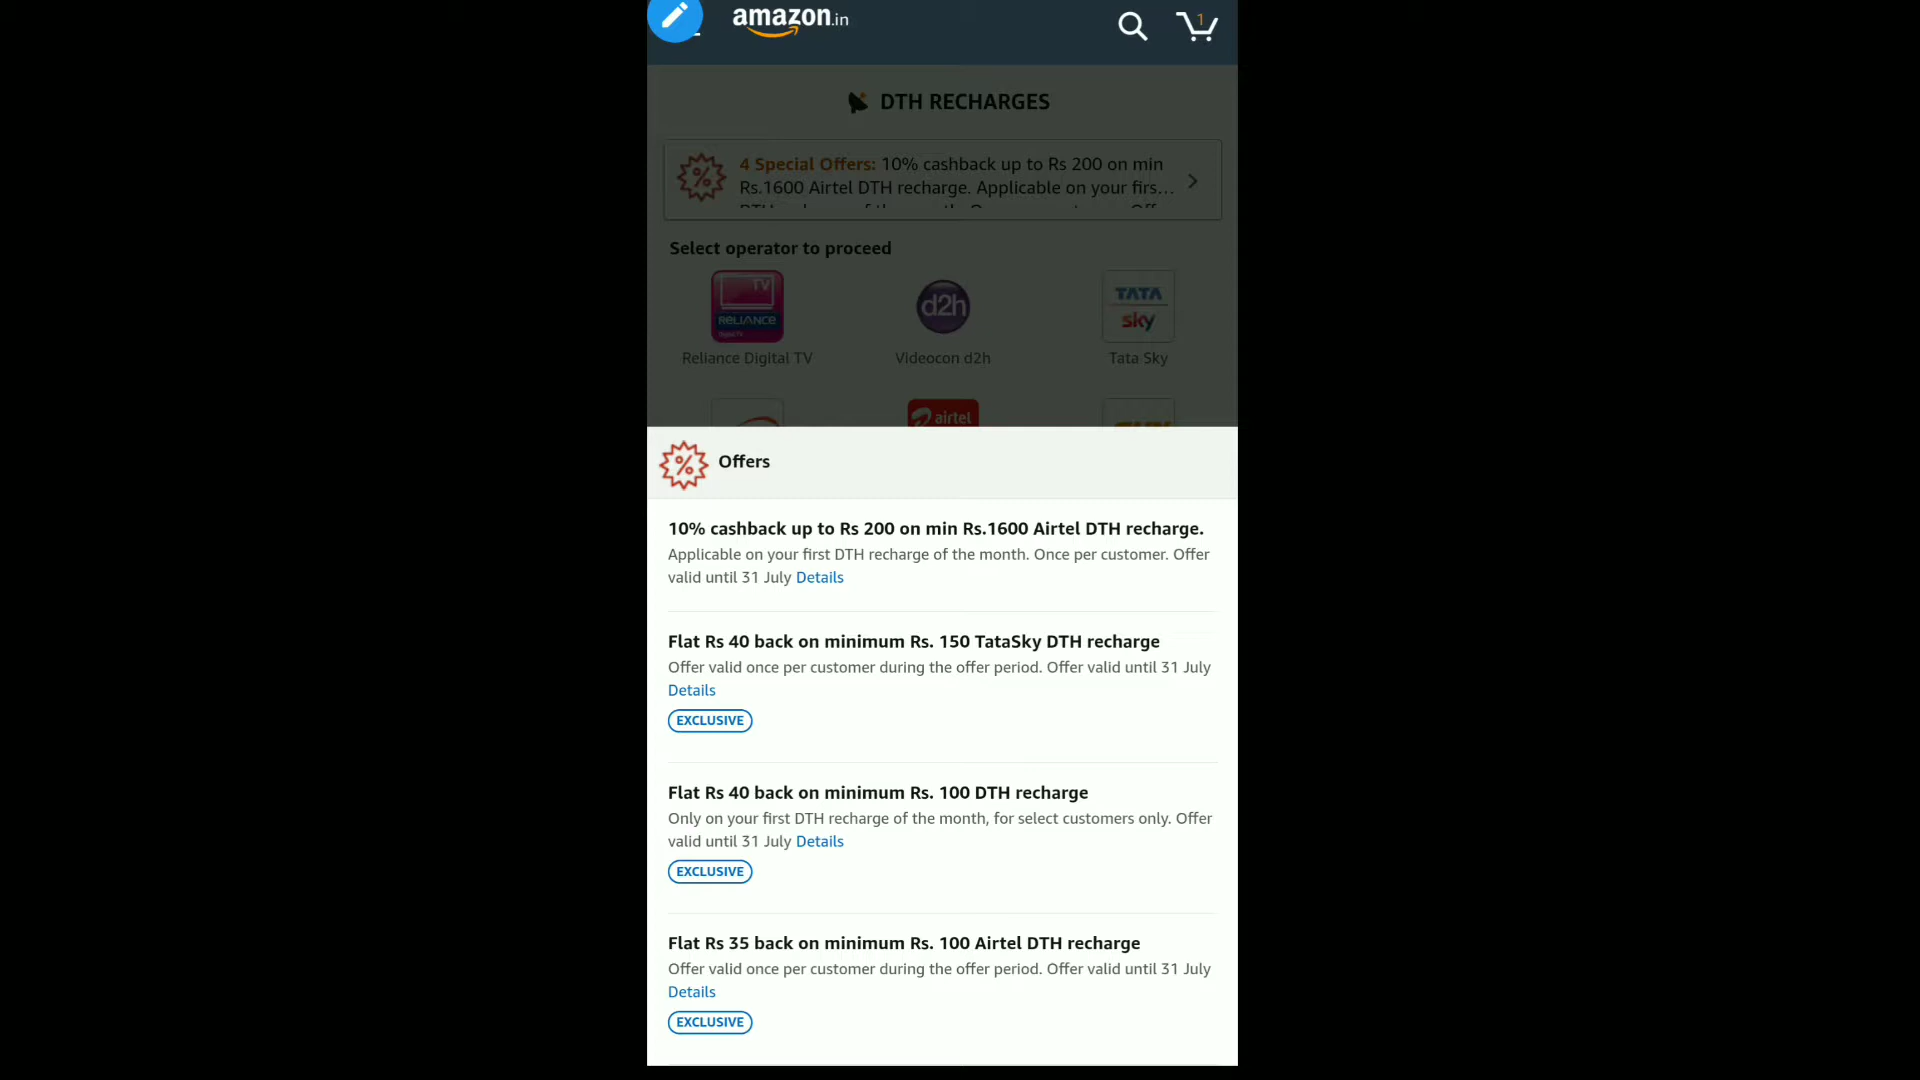 amazon.in
1
DTH RECHARGES
4 Special Offers: 10% cashback up to Rs 200 on min
Rs.1600 Airtel DTH recharge. Applicable on your firs...
Select operator to proceed
TV
RELIANCE
Digital TV
d2h
TATA
sky
Reliance Digital TV
Videocon d2h
Tata Sky
airtel
Offers
10% cashback up to Rs 200 on min Rs.1600 Airtel DTH recharge.
Applicable on your first DTH recharge of the month. Once per customer. Offer
valid until 31 July Details
Flat Rs 40 back on minimum Rs. 150 TataSky DTH recharge
Offer valid once per customer during the offer period. Offer valid until 31 July
Details
EXCLUSIVE
Flat Rs 40 back on minimum Rs. 100 DTH recharge
Only on your first DTH recharge of the month, for select customers only. Offer
valid until 31 July Details
EXCLUSIVE
Flat Rs 35 back on minimum Rs. 100 Airtel DTH recharge
Offer valid once per customer during the offer period. Offer valid until 31 July
Details
EXCLUSIVE